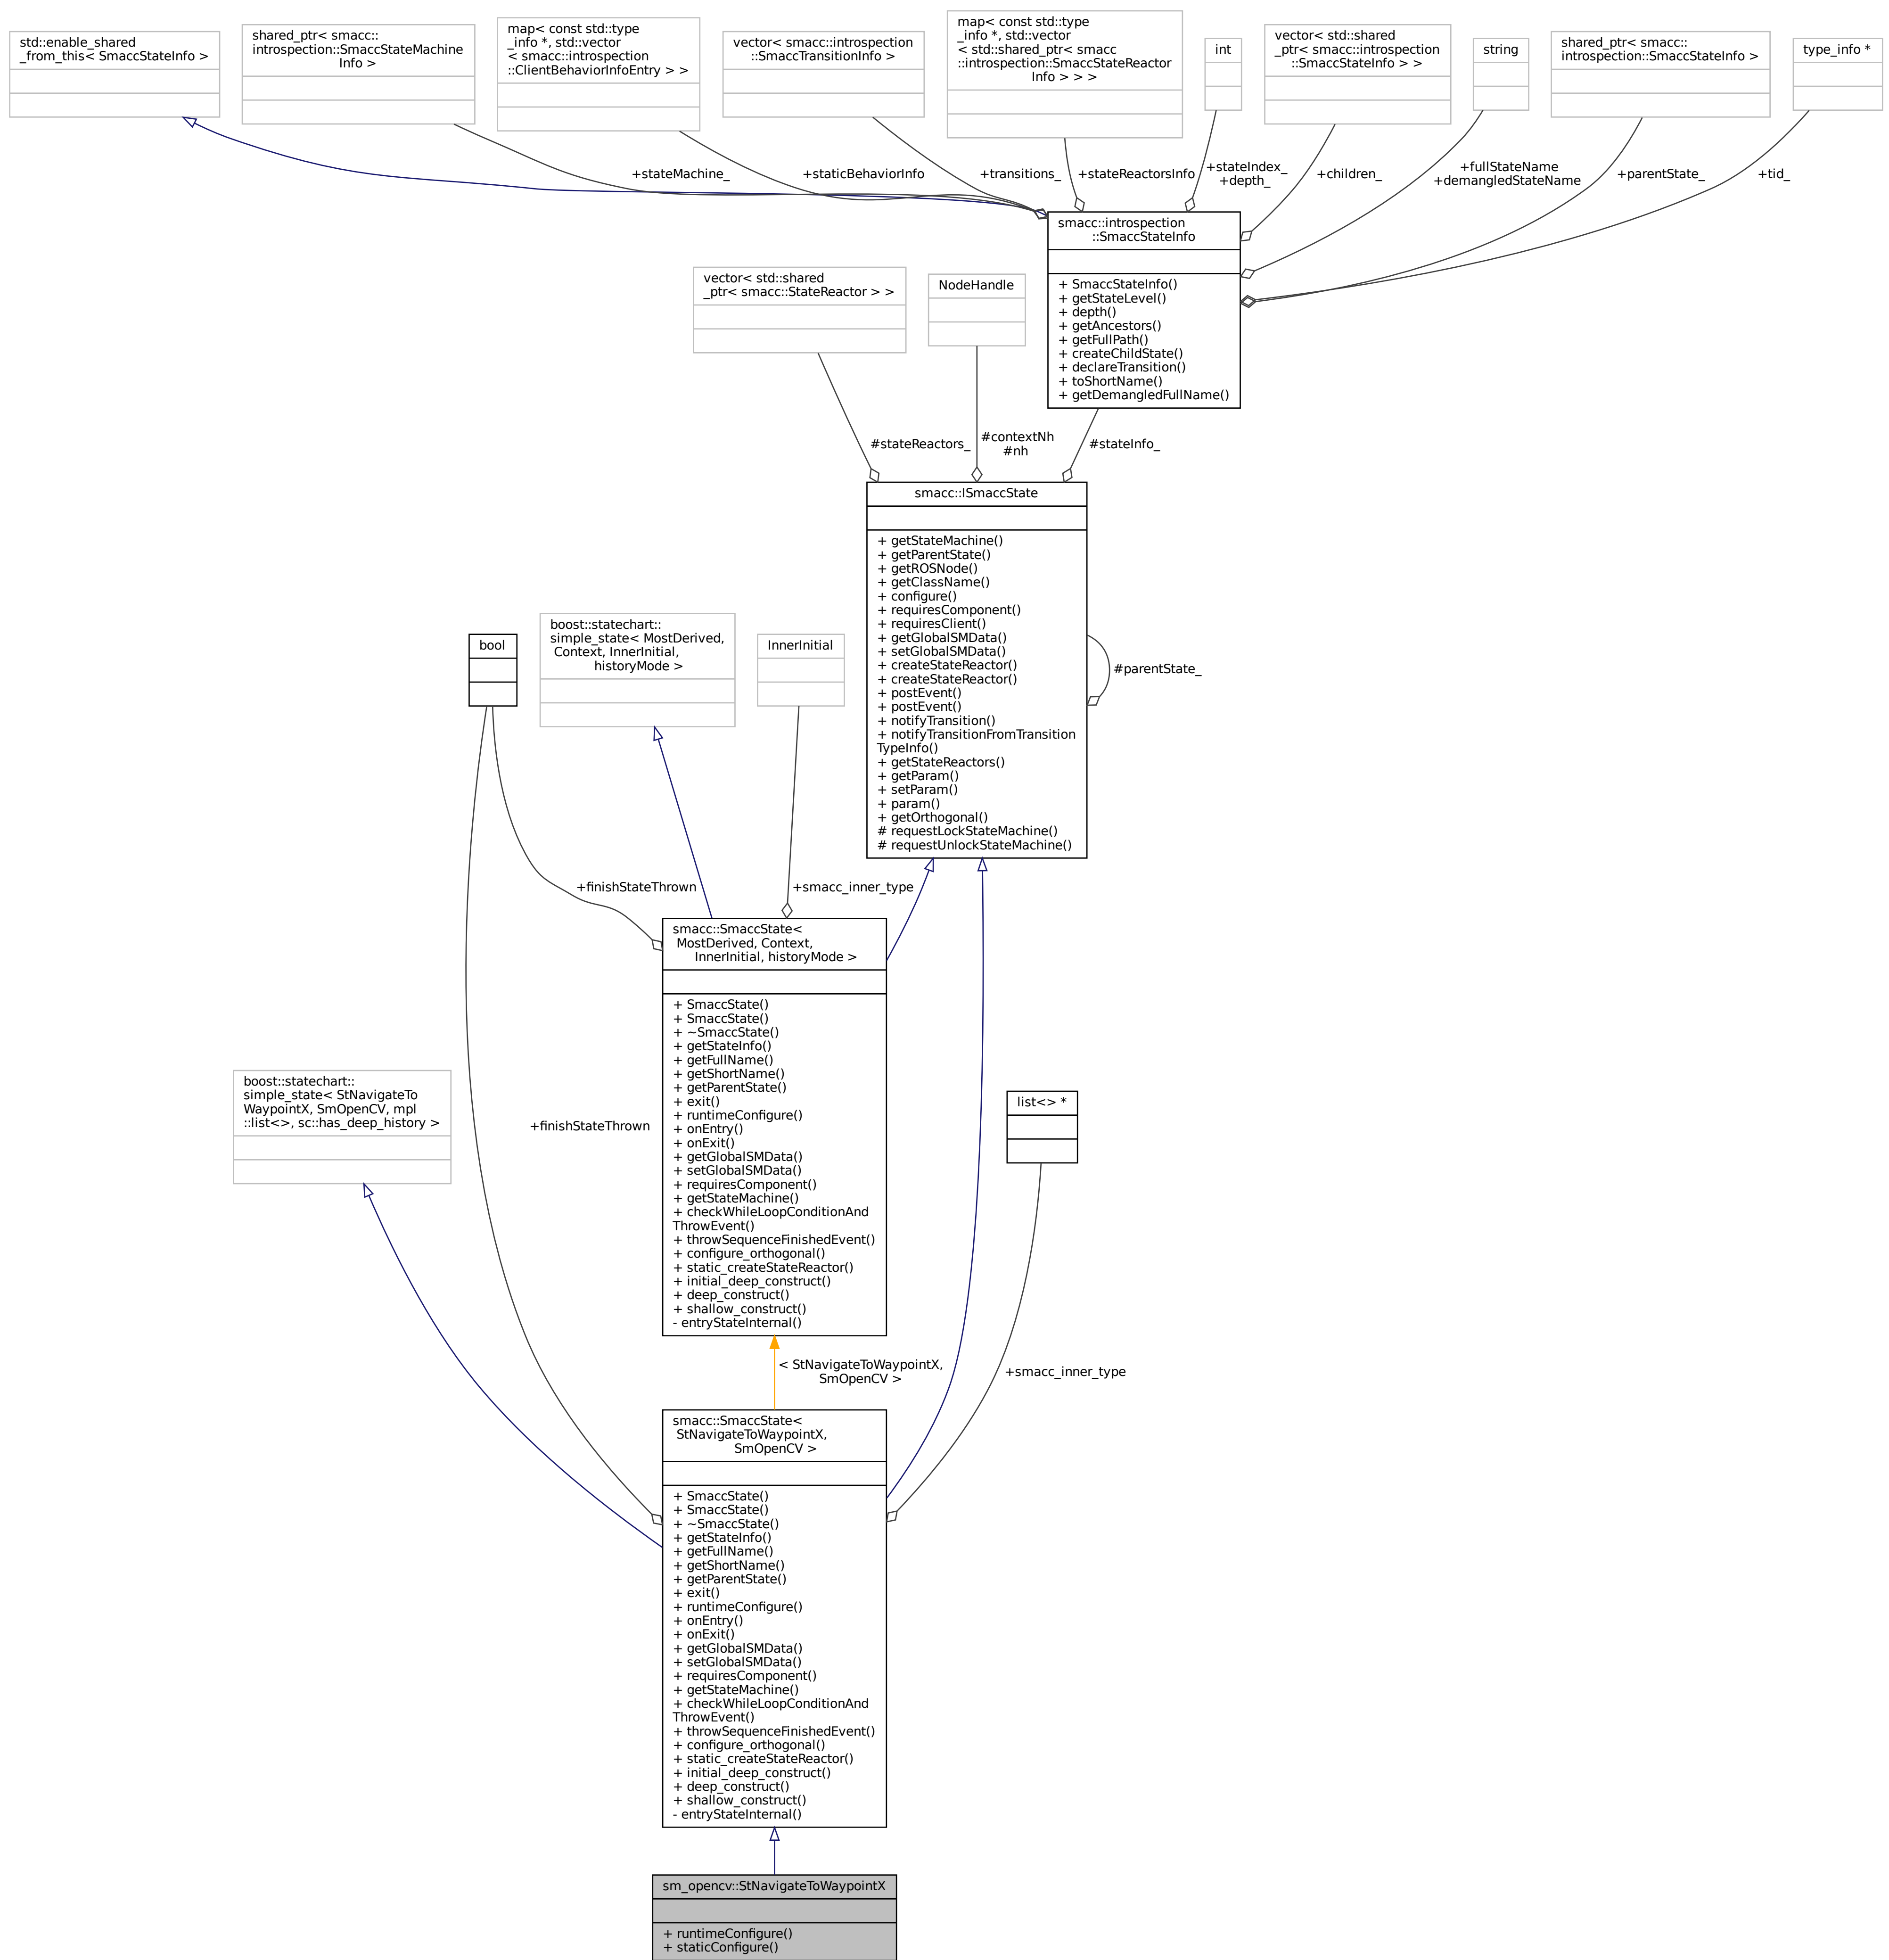 std::enable_shared
_from_this< SmaccStateInfo >
shared_ptr< smacc::
introspection::SmaccStateMachine
Info >
map< const std::type
_info *, std::vector
< smacc::introspection
::ClientBehaviorInfoEntry > >
vector< smacc::introspection
::SmaccTransitionInfo >
map< const std::type
_info *, std::vector
< std::shared_ptr< smacc
::introspection::SmaccStateReactor
Info > > >
int
vector< std::shared
_ptr< smacc::introspection
::SmaccStateInfo > >
string
shared_ptr< smacc::
introspection::SmaccStateInfo >
type_info *
+stateMachine_
+staticBehaviorInfo
+transitions_
+stateReactorsInfo
+stateIndex_
+depth_
+children_
+fullStateName
+demangledStateName
+parentState_
+tid_
smacc::introspection
::SmaccStateInfo
+ SmaccStateInfo()
+ getStateLevel()
+ depth()
+ getAncestors()
+ getFullPath()
+ createChildState()
+ declareTransition()
+ toShortName()
+ getDemangledFullName()
vector< std::shared
_ptr< smacc::StateReactor > >
NodeHandle
#stateReactors_
#contextNh
#nh
#stateInfo_
smacc::ISmaccState
+ getStateMachine()
+ getParentState()
+ getROSNode()
+ getClassName()
+ configure()
+ requiresComponent()
+ requiresClient()
+ getGlobalSMData()
+ setGlobalSMData()
+ createStateReactor()
+ createStateReactor()
+ postEvent()
+ postEvent()
+ notifyTransition()
+ notifyTransitionFromTransition
TypeInfo()
+ getStateReactors()
+ getParam()
+ setParam()
+ param()
+ getOrthogonal()
# requestLockStateMachine()
# requestUnlockStateMachine()
#parentState_
bool
boost::statechart::
simple_state< MostDerived,
Context, InnerInitial,
historyMode >
InnerInitial
+finishStateThrown
+smacc_inner_type
smacc::SmaccState<
MostDerived, Context,
InnerInitial, historyMode >
+ SmaccState()
+ SmaccState()
+ ~SmaccState()
+ getStateInfo()
+ getFullName()
+ getShortName()
+ getParentState()
+ exit()
+ runtimeConfigure()
+ onEntry()
+ onExit()
+ getGlobalSMData()
+ setGlobalSMData()
+ requiresComponent()
+ getStateMachine()
+ checkWhileLoopConditionAnd
ThrowEvent()
+ throwSequenceFinishedEvent()
+ configure_orthogonal()
+ static_createStateReactor()
+ initial_deep_construct()
+ deep_construct()
+ shallow_construct()
- entryStateInternal()
boost::statechart::
simple_state< StNavigateTo
WaypointX, SmOpenCV, mpl
::list<>, sc::has_deep_history >
+finishStateThrown
list<> *
< StNavigateToWaypointX,
SmOpenCV >
+smacc_inner_type
smacc::SmaccState<
StNavigateToWaypointX,
SmOpenCV >
+ SmaccState()
+ SmaccState()
+ ~SmaccState()
+ getStateInfo()
+ getFullName()
+ getShortName()
+ getParentState()
+ exit()
+ runtimeConfigure()
+ onEntry()
+ onExit()
+ getGlobalSMData()
+ setGlobalSMData()
+ requiresComponent()
+ getStateMachine()
+ checkWhileLoopConditionAnd
ThrowEvent()
+ throwSequenceFinishedEvent()
+ configure_orthogonal()
+ static_createStateReactor()
+ initial_deep_construct()
+ deep_construct()
+ shallow_construct()
- entryStateInternal()
sm_opencv::StNavigateToWaypointX
+ runtimeConfigure()
+ staticConfigure()